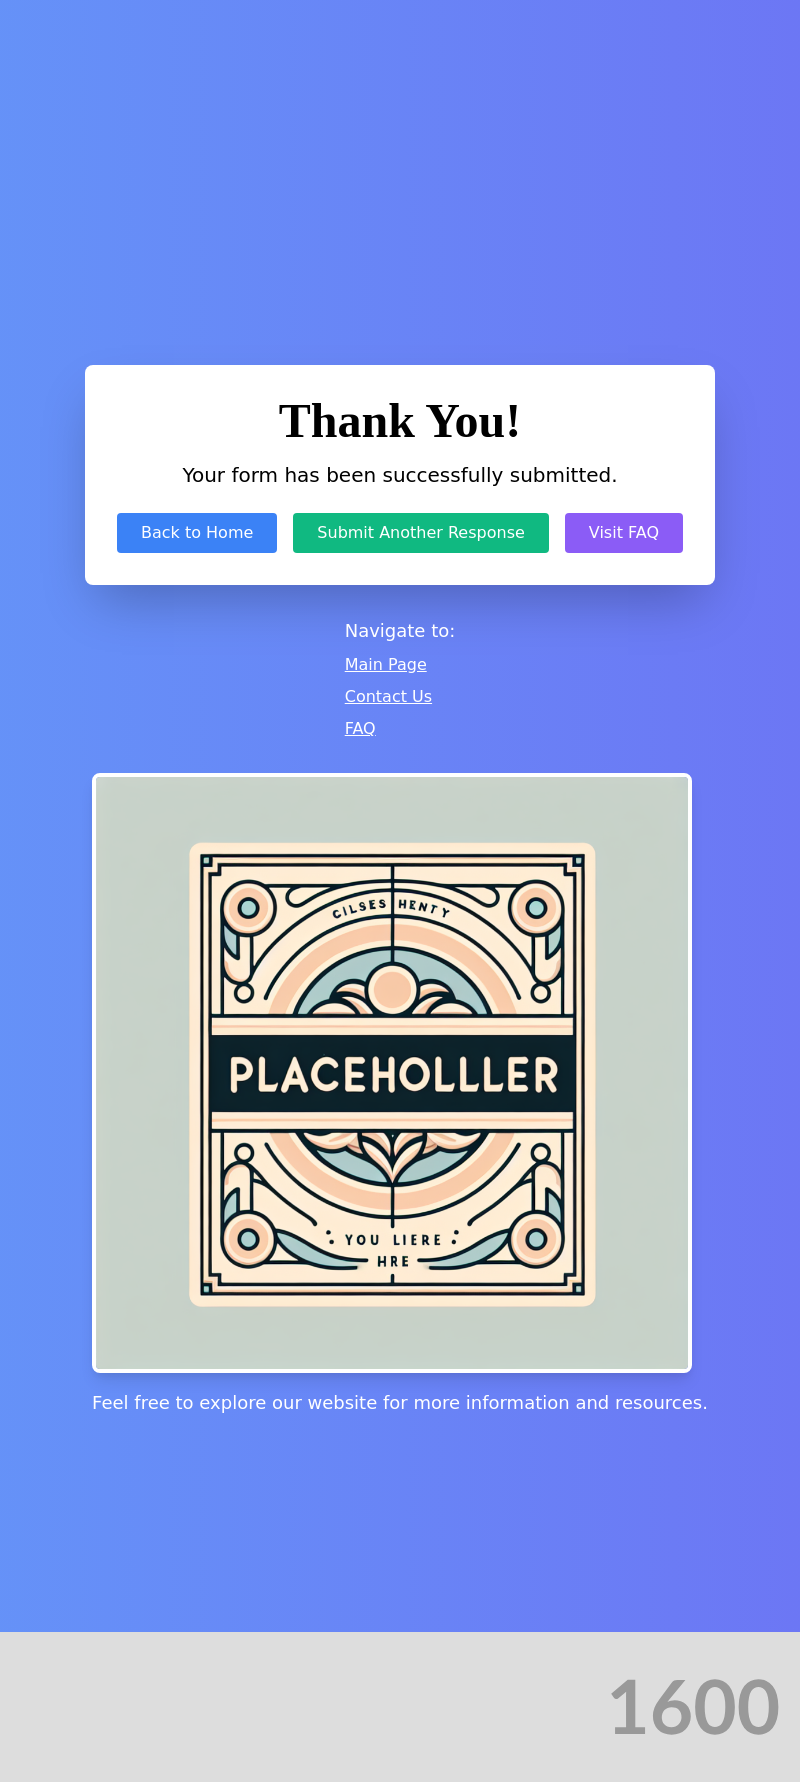 Thank You!
Your form has been successfully submitted.
Back to Home Submit Another Response Visit FAQ
Navigate to:
Main Page
Contact Us
FAQ
CILSES HENTY
PLACEHOLLLER
YOU LIERE
HRE
Feel free to explore our website for more information and resources.
1600